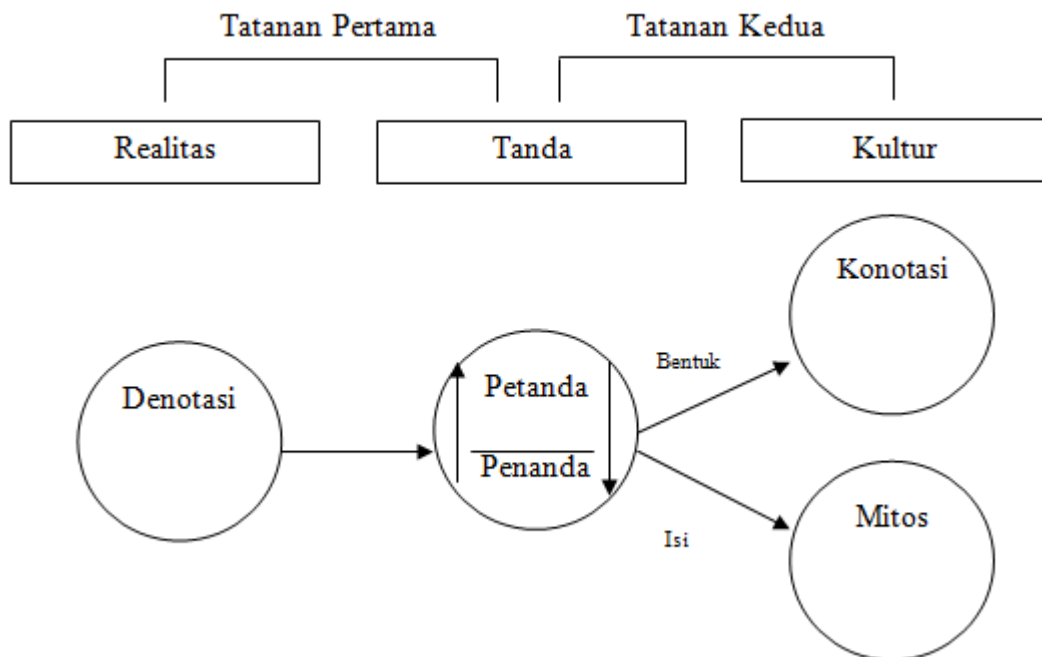 Tatanan Pertama
Tatanan Kedua
Realitas
Tanda
Kultur
Konotasi
Bentuk
Denotasi
Petanda
Penanda
Isi
Mitos